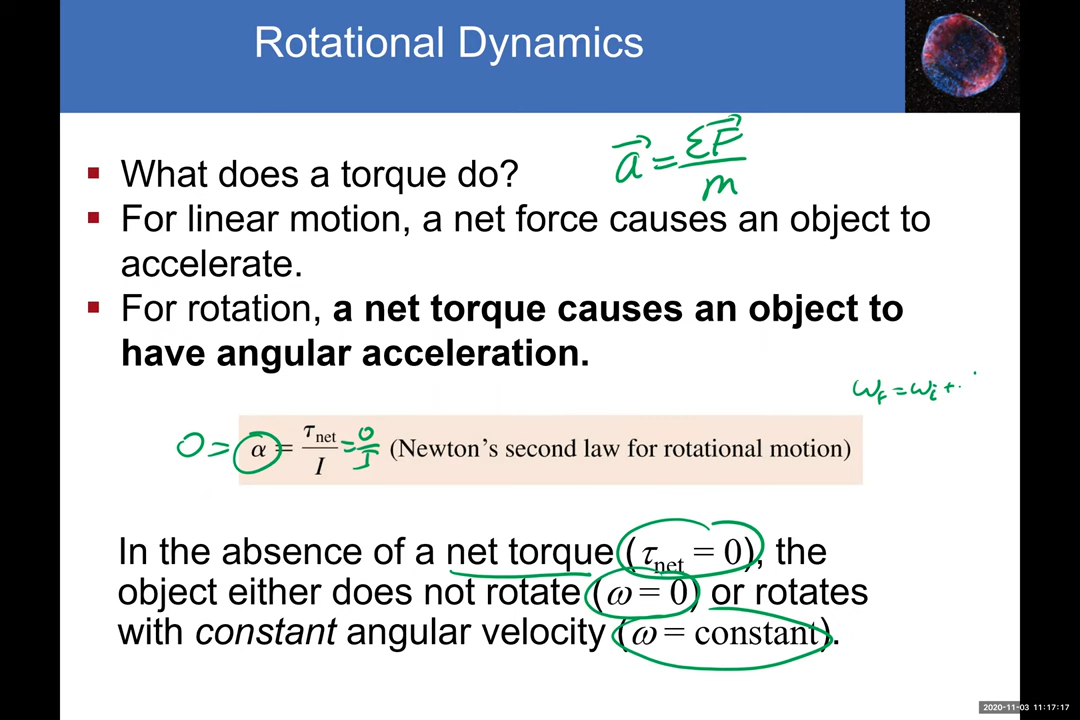 Rotational Dynamics
▪ What does a torque do?
a⃗ = ΣF⃗ / m
▪ For linear motion, a net force causes an object to
accelerate.
▪ For rotation, a net torque causes an object to
have angular acceleration.
ω_f = ω_i + .
0 = α = τ_net / I = 0 / I (Newton's second law for rotational motion)
In the absence of a net torque (τ_net = 0), the
object either does not rotate (ω = 0) or rotates
with constant angular velocity (ω = constant).
2020-11-03 11:17:17